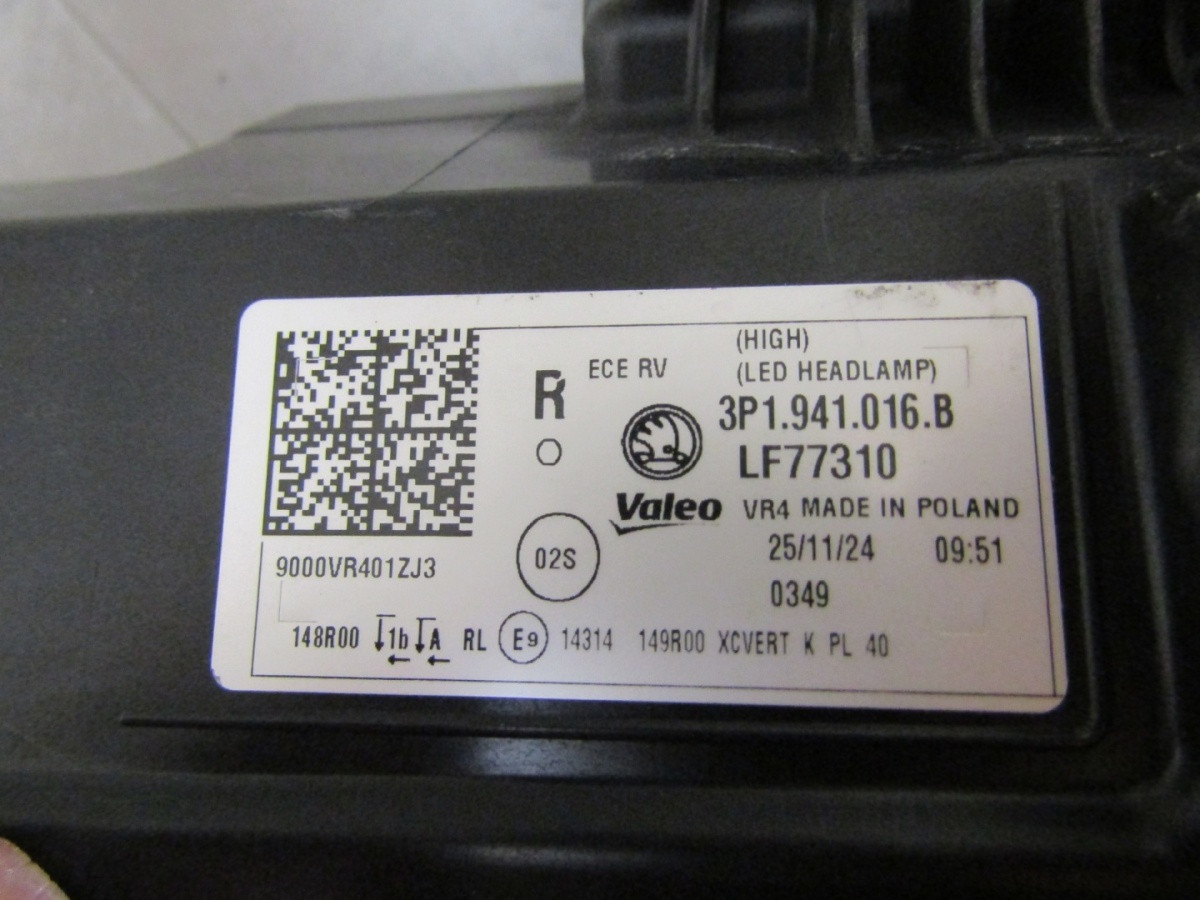 (HIGH)
ECE RV (LED HEADLAMP)
R
3P1.941.016.B
LF77310
Valeo VR4 MADE IN POLAND
02S
25/11/24 09:51
9000VR401ZJ3
0349
148R00 1b A RL E9 14314 149R00 XCVERT K PL 40